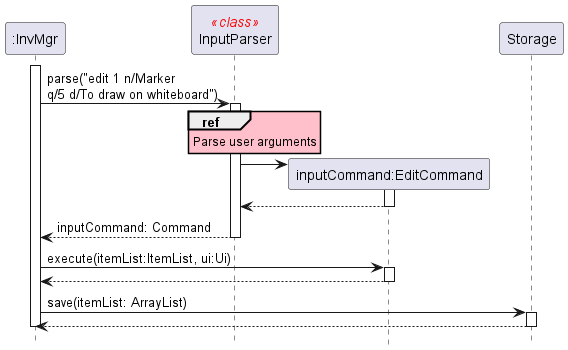 :InvMgr
«class»
InputParser
Storage
parse("edit 1 n/Marker
q/5 d/To draw on whiteboard")
ref
Parse user arguments
inputCommand:EditCommand
inputCommand: Command
execute(itemList:ItemList, ui:Ui)
save(itemList: ArrayList)